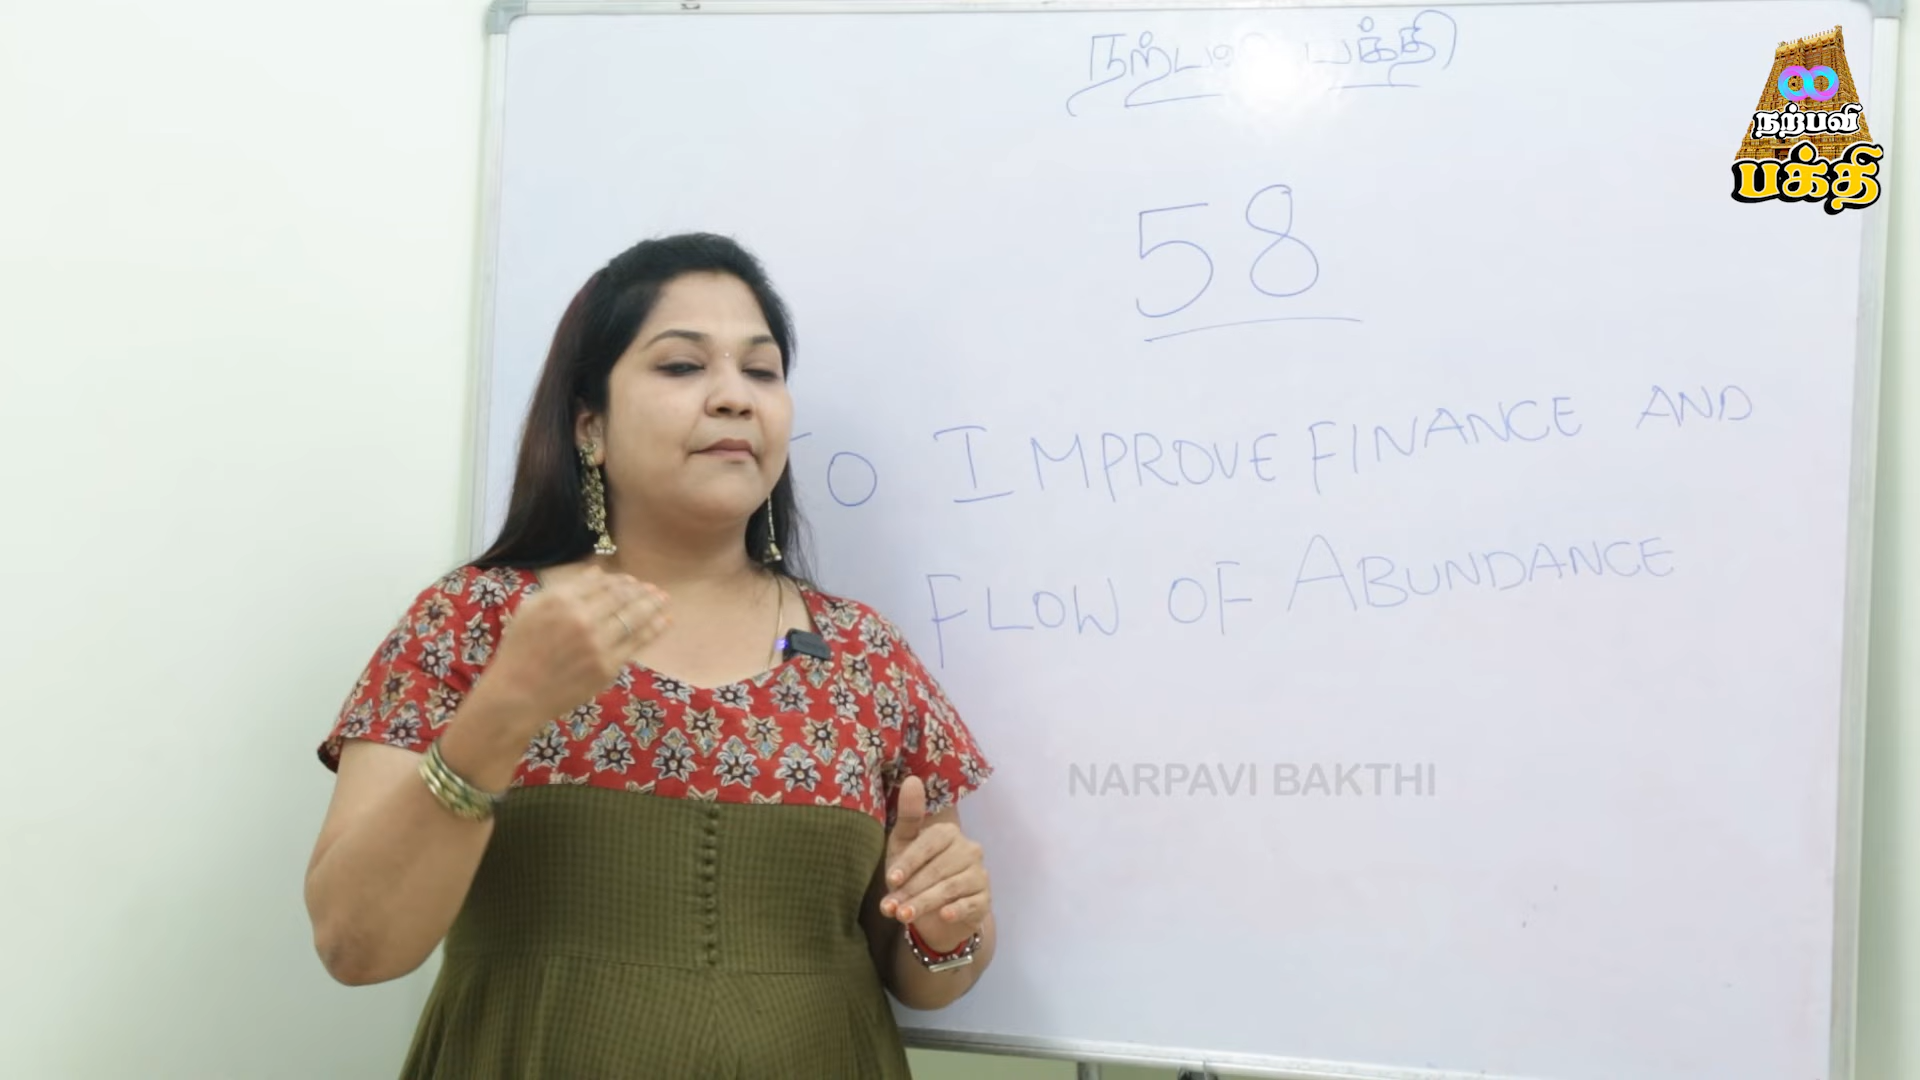 நற்பவி பக்தி
58
TO IMPROVE FINANCE AND
FLOW OF ABUNDANCE
NARPAVI BAKTHI
நற்பவி
பக்தி